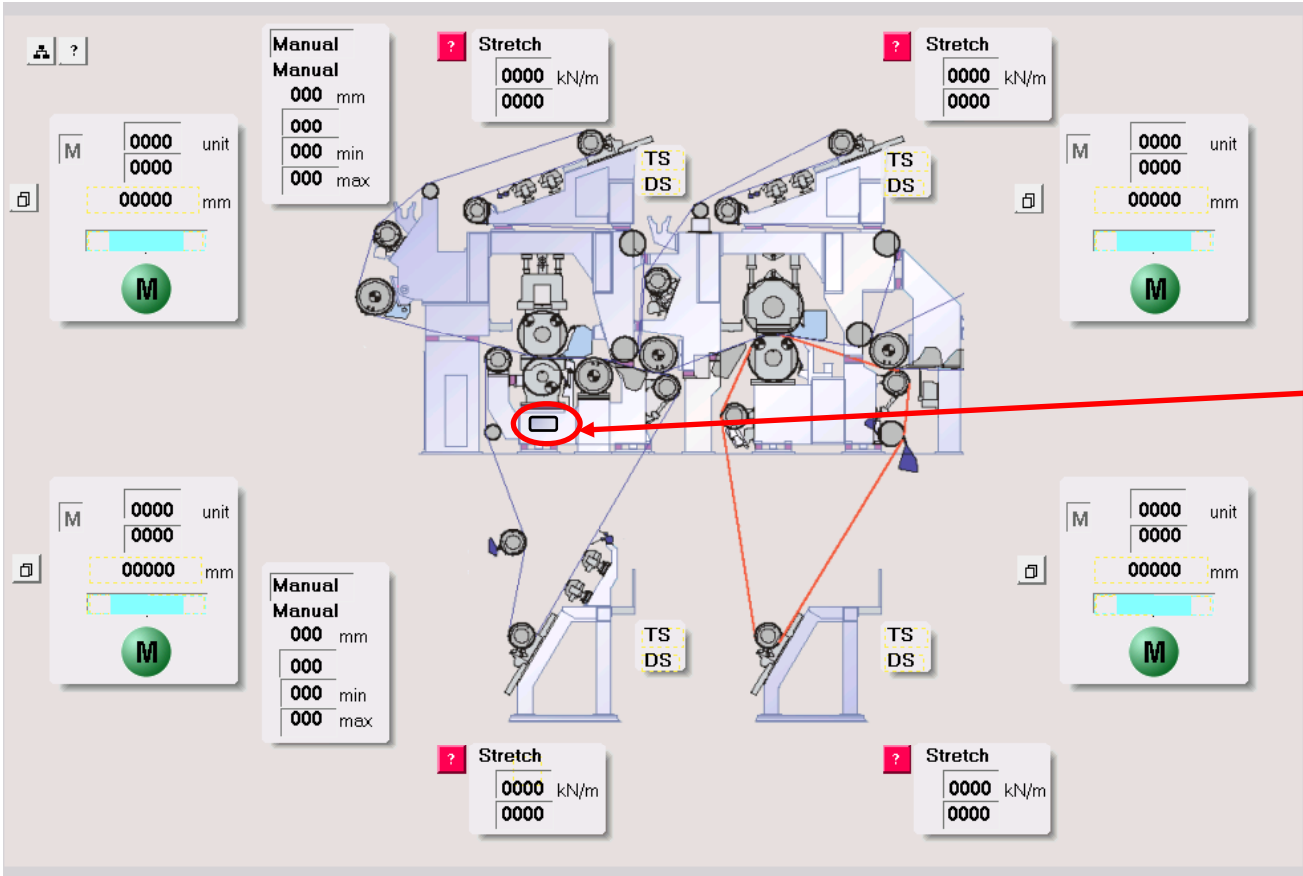 ?
Manual
Manual
000 mm
000
000 min
000 max
? Stretch
0000 kN/m
0000
? Stretch
0000 kN/m
0000
M
0000 unit
0000
00000 mm
M
TS
DS
TS
DS
M
0000 unit
0000
00000 mm
M
M
0000 unit
0000
00000 mm
M
Manual
Manual
000 mm
000
000 min
000 max
TS
DS
TS
DS
M
0000 unit
0000
00000 mm
M
? Stretch
0000 kN/m
0000
? Stretch
0000 kN/m
0000